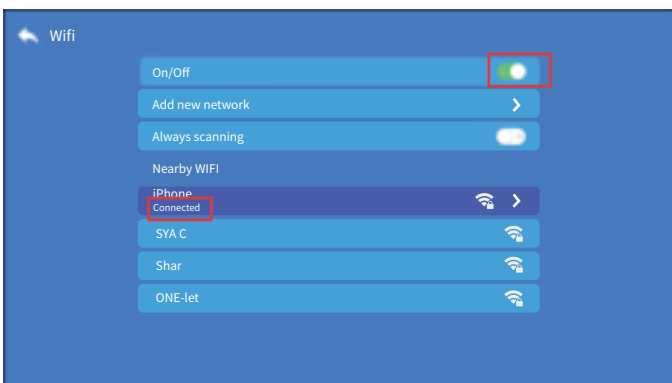 Wifi
On/Off
Add new network
Always scanning
Nearby WIFI
iPhone
Connected
SYA C
Shar
ONE-let